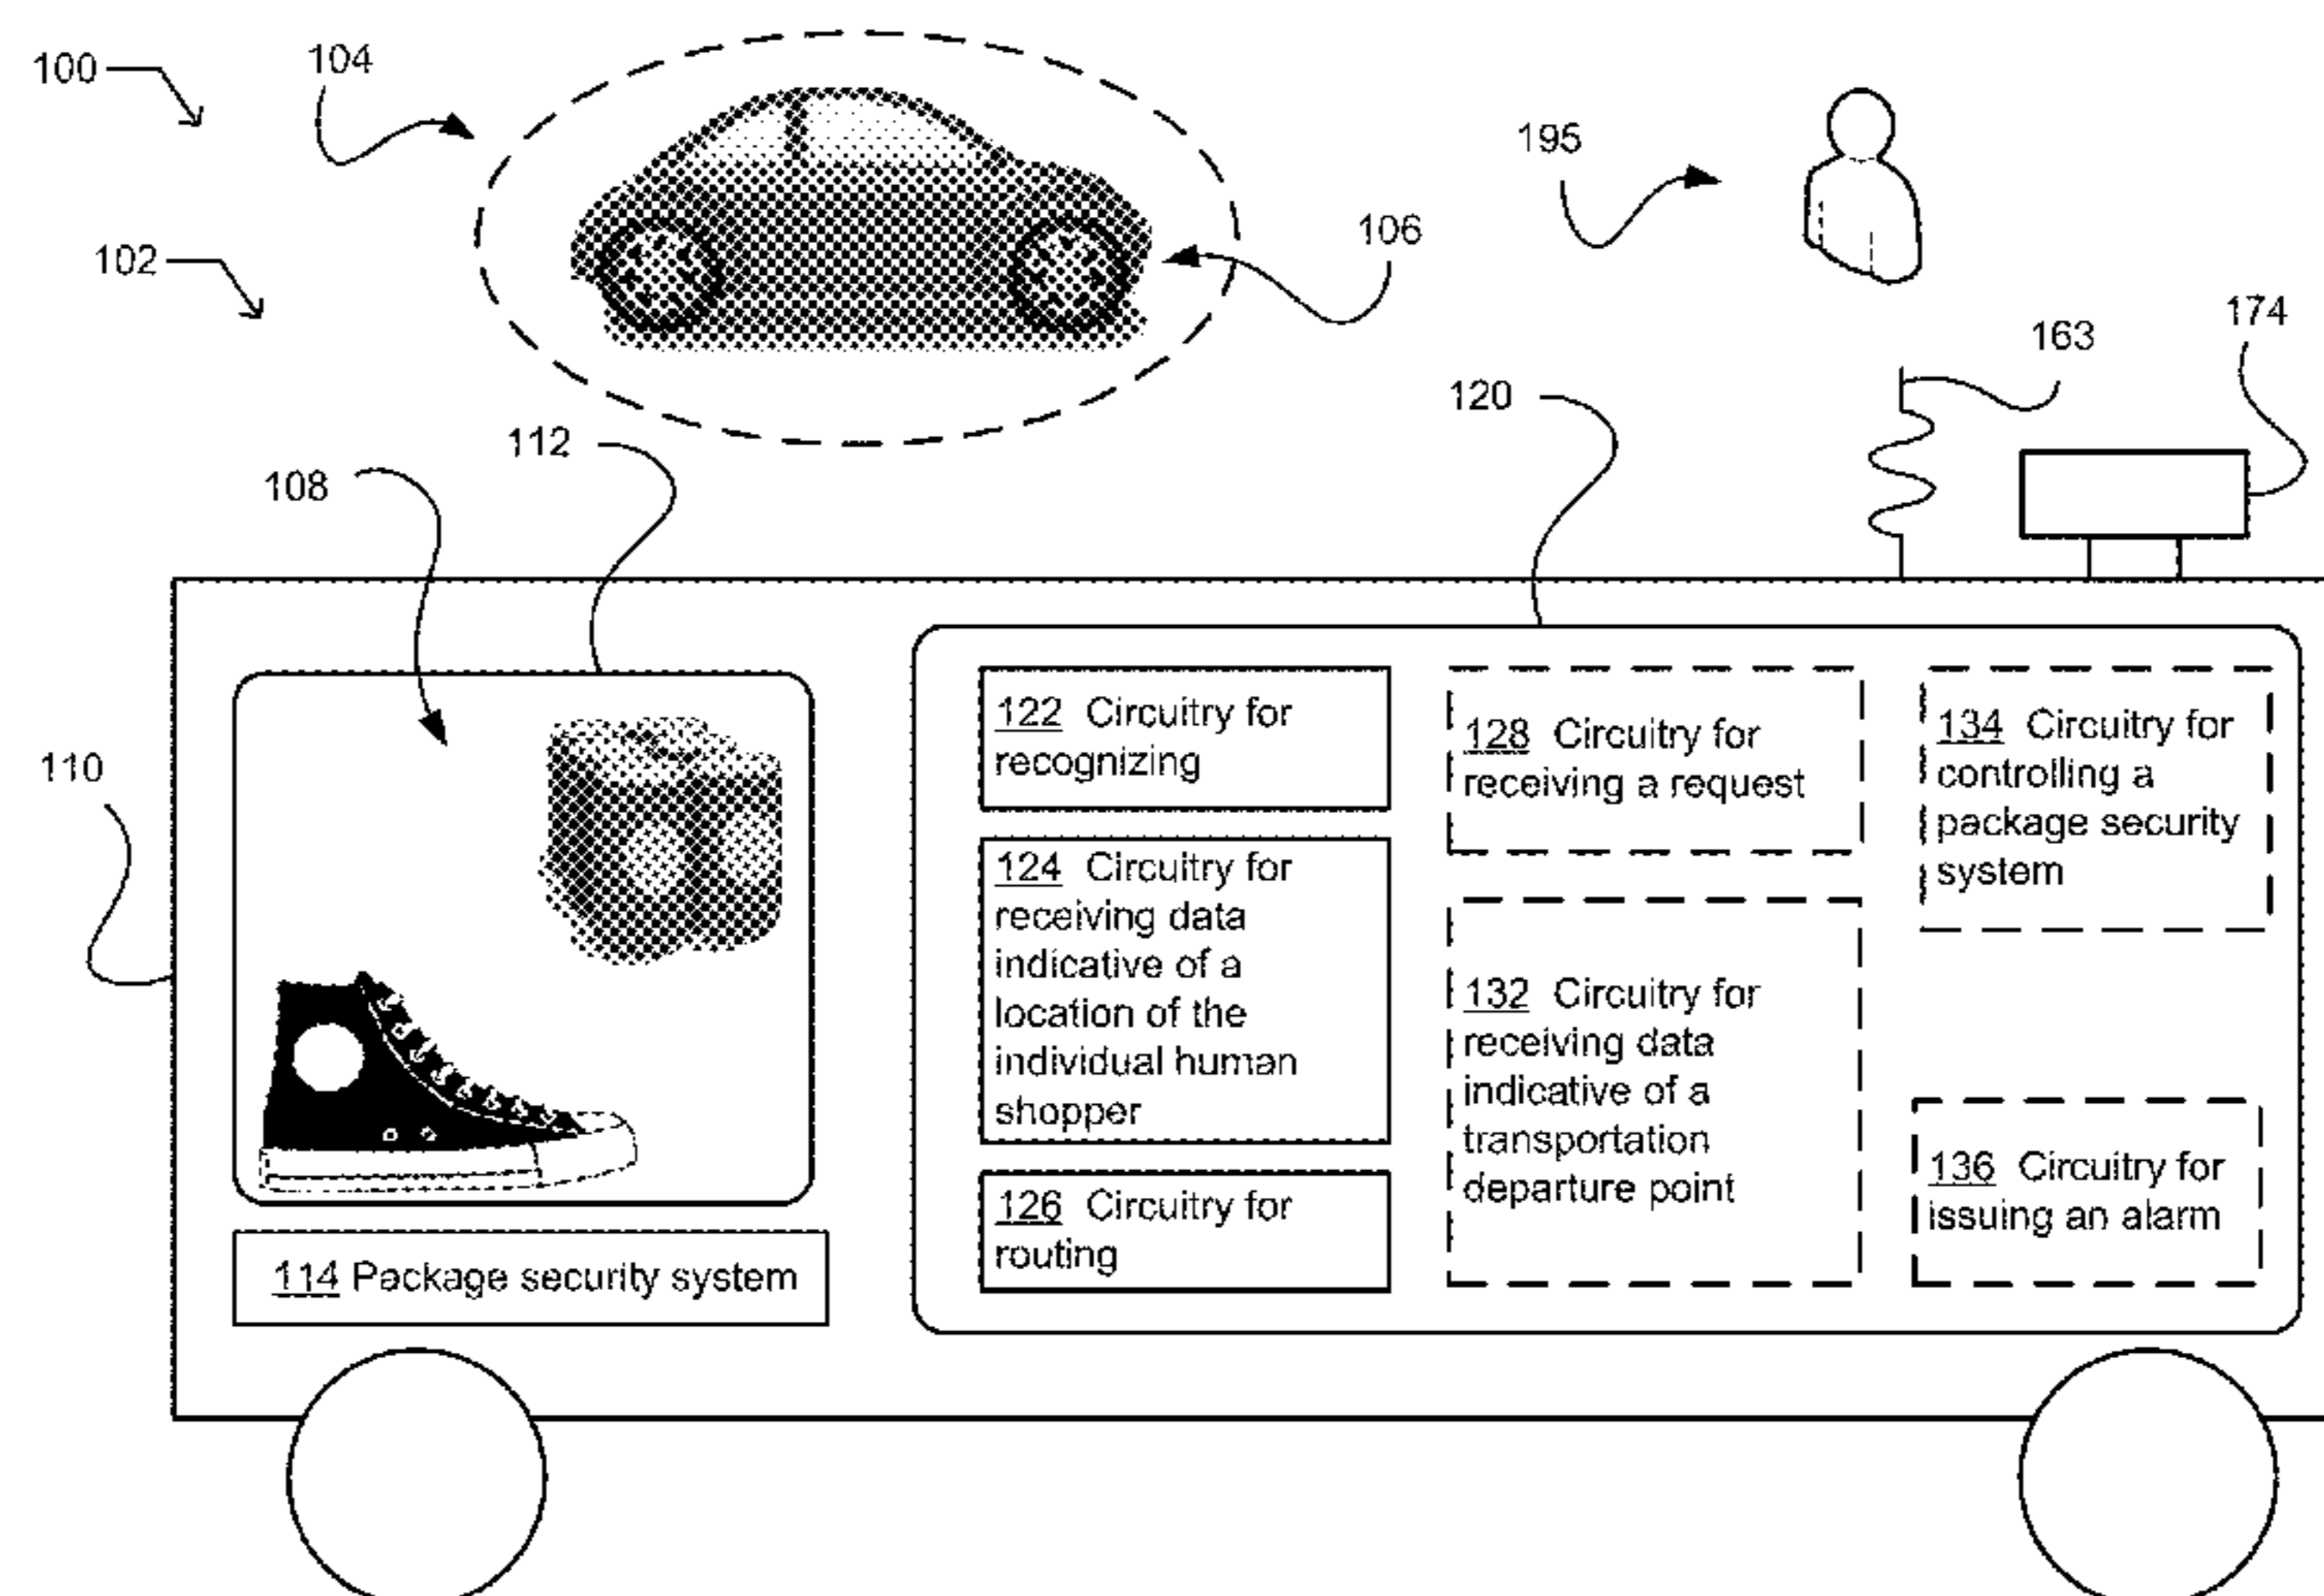 100
104
195
102
106
174
163
120
112
108
110
122 Circuitry for
recognizing
124 Circuitry for
receiving data
indicative of a
location of the
individual human
shopper
126 Circuitry for
routing
128 Circuitry for
receiving a request
132 Circuitry for
receiving data
indicative of a
transportation
departure point
134 Circuitry for
controlling a
package security
system
136 Circuitry for
issuing an alarm
114 Package security system